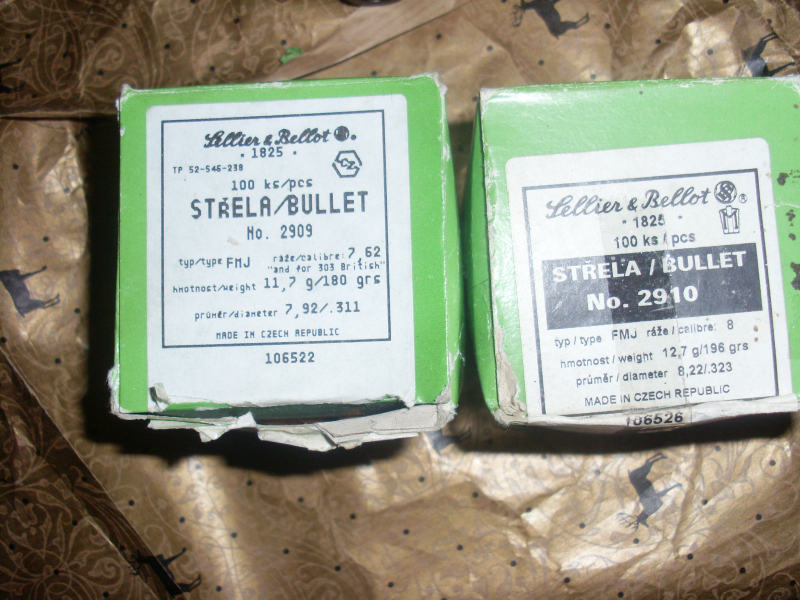 Sellier & Bellot ®
· 1825 ·
TP 52-546-238
CZ
100 ks/pcs
STŘELA/BULLET
No. 2909
typ/type FMJ ráže/calibre: 7,62
"and for 303 British"
hmotnost/weight 11,7 g/180 grs
průměr/diameter 7,92/.311
MADE IN CZECH REPUBLIC
106522
Sellier & Bellot ®
· 1825 ·
100 ks / pcs
STŘELA / BULLET
No. 2910
typ / type FMJ ráže / calibre: 8
hmotnost / weight 12,7 g/196 grs
průměr / diameter 8,22/.323
MADE IN CZECH REPUBLIC
106526